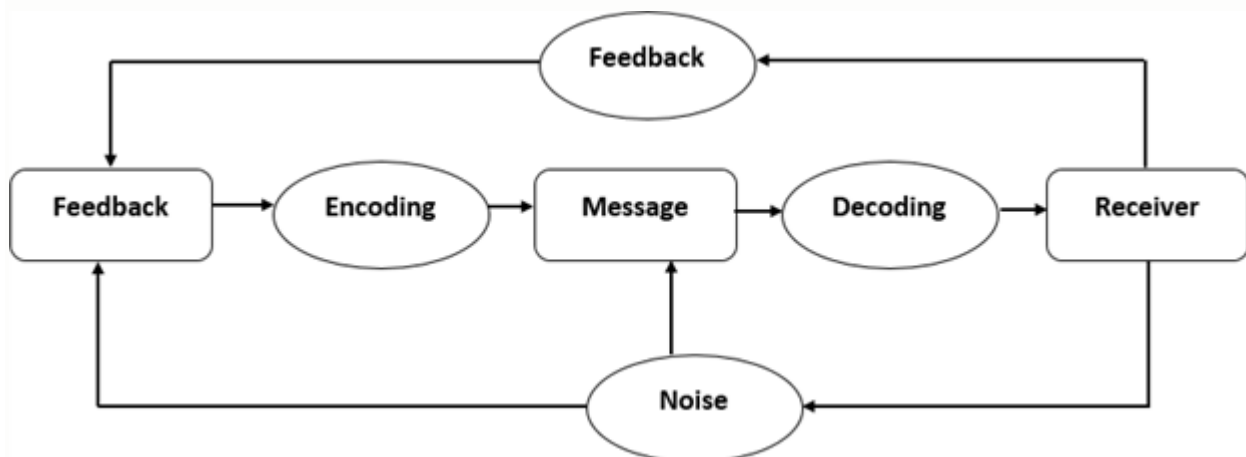 Feedback
Feedback
Encoding
Message
Decoding
Receiver
Noise